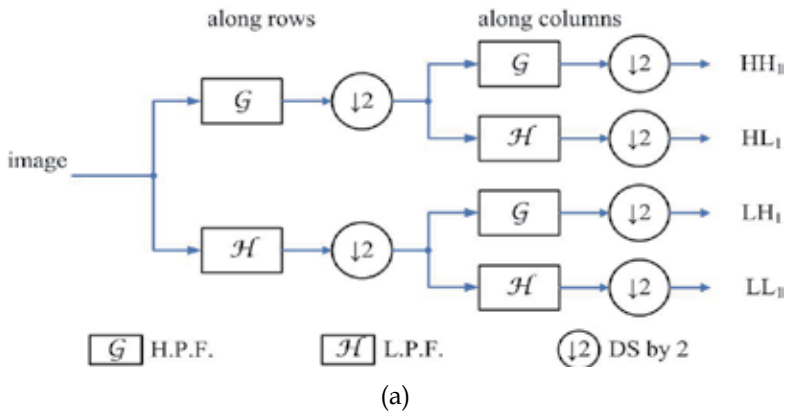 along rows along columns
𝒢 ↓2 𝒢 ↓2 HH₁
ℋ ↓2 HL₁
image
ℋ ↓2 𝒢 ↓2 LH₁
ℋ ↓2 LL₁
𝒢 H.P.F. ℋ L.P.F. ↓2 DS by 2
(a)